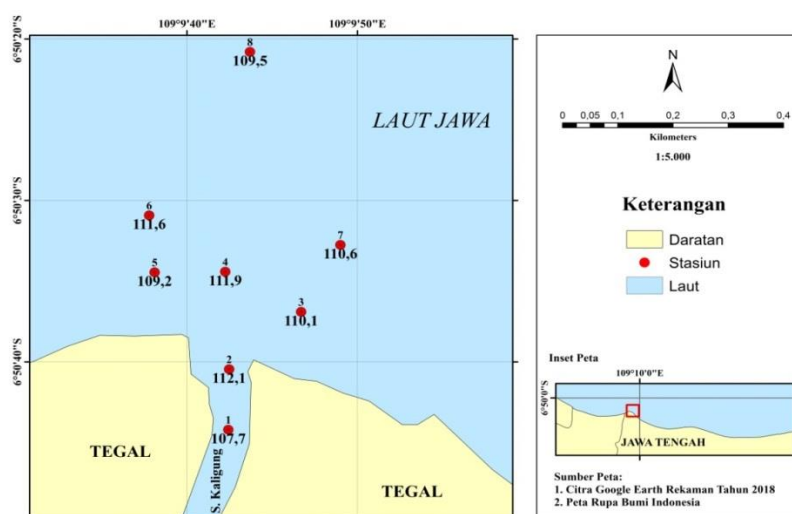 109°9'40"E
109°9'50"E
6°50'20"S
6°50'30"S
6°50'40"S
8
109,5
LAUT JAWA
6
111,6
7
110,6
5
109,2
4
111,9
3
110,1
2
112,1
1
107,7
TEGAL
S. Kaligung
TEGAL
N
0 0,05 0,1 0,2 0,3 0,4
Kilometers
1:5.000
Keterangan
Daratan
Stasiun
Laut
Inset Peta
109°10'0"E
6°50'0"S
JAWA TENGAH
Sumber Peta:
1. Citra Google Earth Rekaman Tahun 2018
2. Peta Rupa Bumi Indonesia